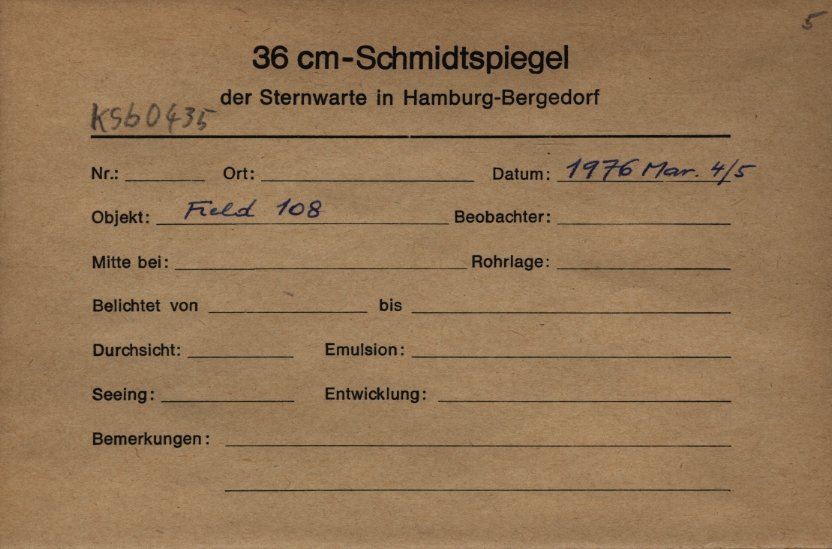 5
36 cm-Schmidtspiegel
der Sternwarte in Hamburg-Bergedorf
KSb0435
Nr.: Ort: Datum: 1976 Mar. 4/5
Objekt: Field 108 Beobachter:
Mitte bei: Rohrlage:
Belichtet von bis
Durchsicht: Emulsion:
Seeing: Entwicklung:
Bemerkungen: